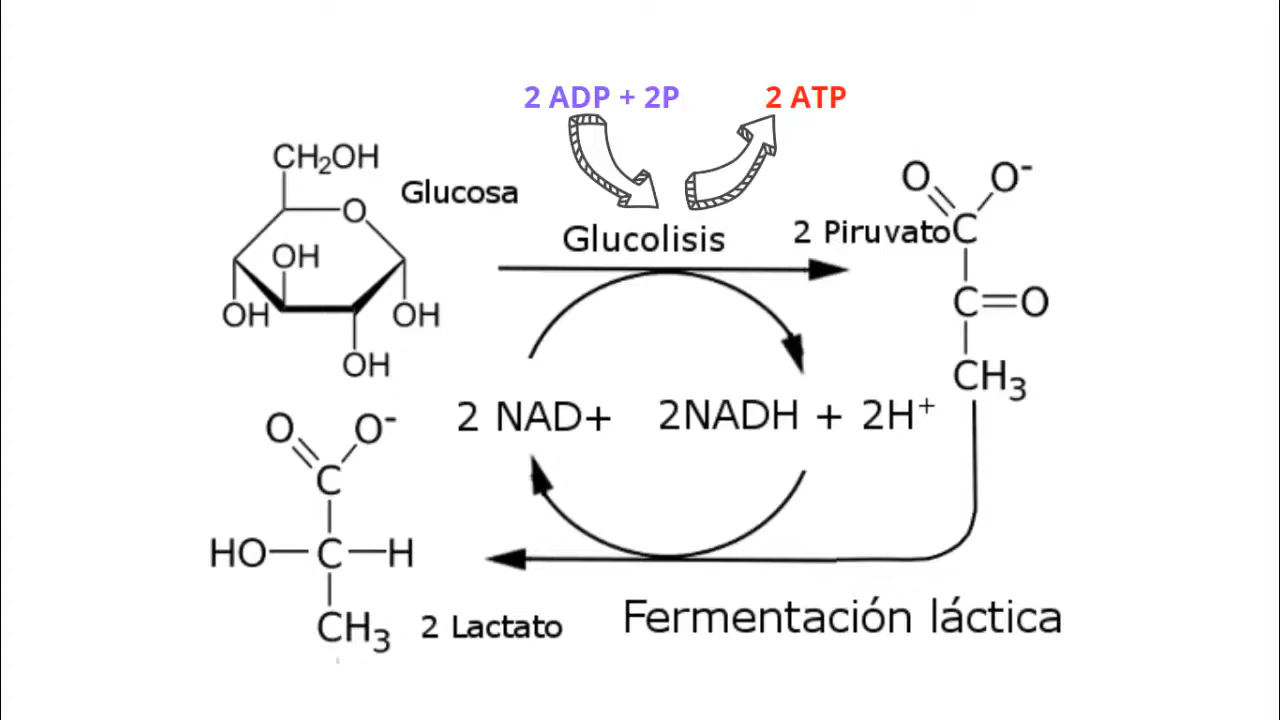 2 ADP + 2P
2 ATP
CH₂OH
O
OH
OH
OH
OH
Glucosa
Glucolisis
2 Piruvato
O
O⁻
C
C=O
CH₃
2 NAD+
2NADH + 2H⁺
O
O⁻
C
HO—C—H
CH₃
2 Lactato
Fermentación láctica